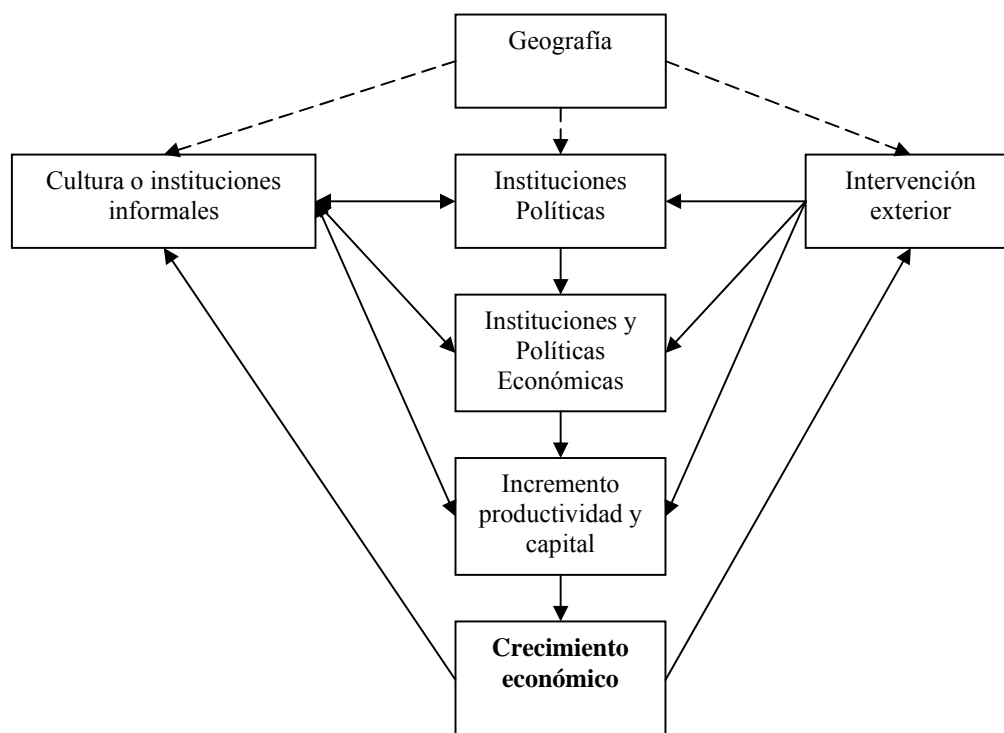 Geografía
Cultura o instituciones
informales
Instituciones
Políticas
Intervención
exterior
Instituciones y
Políticas
Económicas
Incremento
productividad y
capital
Crecimiento
económico